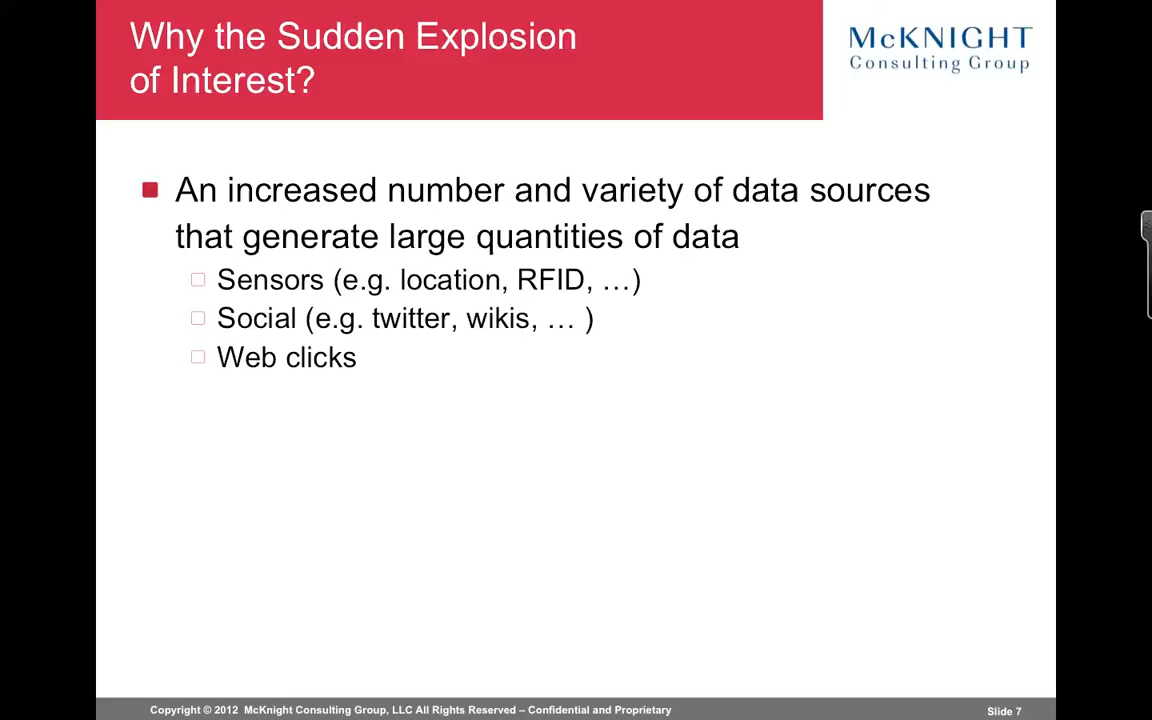 Why the Sudden Explosion
of Interest?
McKNIGHT
Consulting Group
An increased number and variety of data sources
that generate large quantities of data
Sensors (e.g. location, RFID, …)
Social (e.g. twitter, wikis, … )
Web clicks
Copyright © 2012 McKnight Consulting Group, LLC All Rights Reserved – Confidential and Proprietary
Slide 7